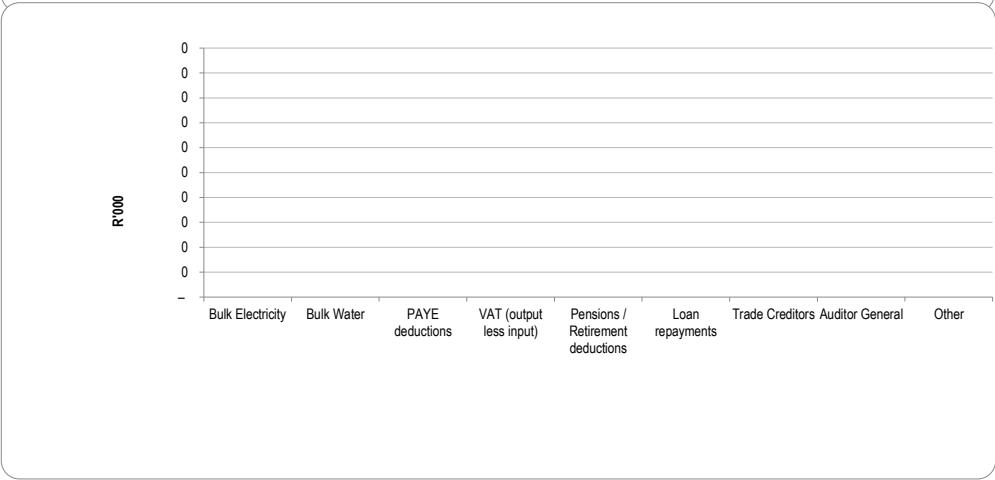 0
0
0
0
0
0
0
0
0
0
–
R'000
Bulk Electricity Bulk Water PAYE VAT (output Pensions / Loan Trade Creditors Auditor General Other
deductions less input) Retirement repayments
deductions